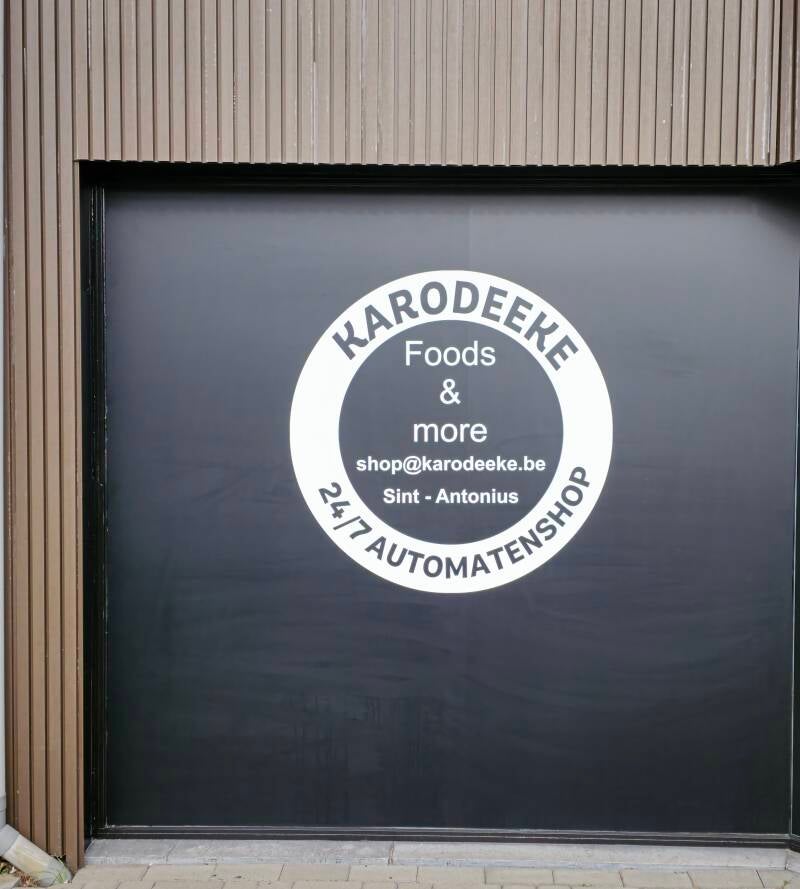 KARODEEKE
Foods
&
more
shop@karodeeke.be
Sint - Antonius
24/7 AUTOMATENSHOP